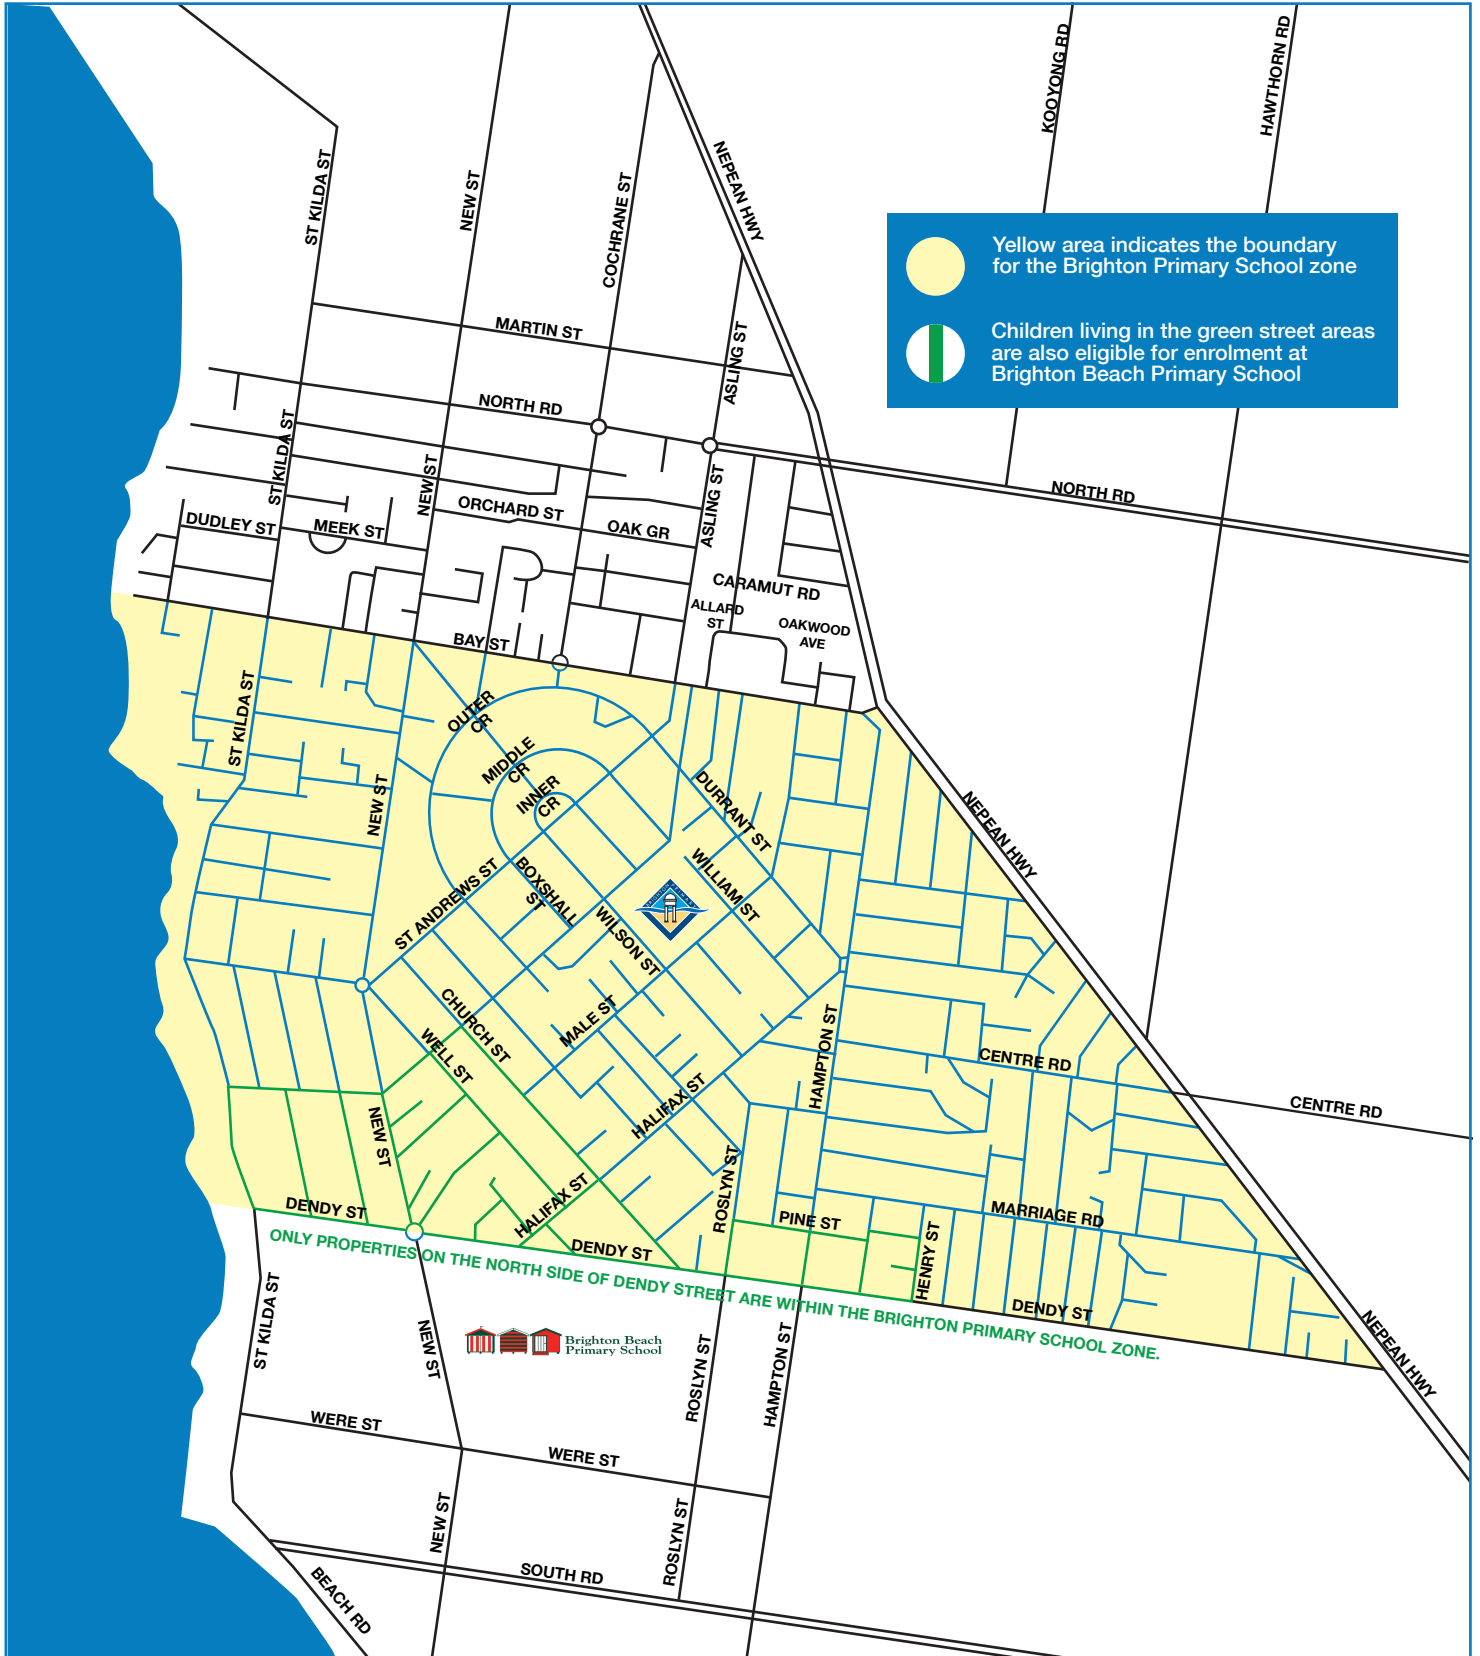 KOOYONG RD
HAWTHORN RD
ST KILDA ST
NEW ST
COCHRANE ST
NEPEAN HWY
Yellow area indicates the boundary
for the Brighton Primary School zone
Children living in the green street areas
are also eligible for enrolment at
Brighton Beach Primary School
MARTIN ST
ASLING ST
NORTH RD
ST KILDA ST
NEW ST
ASLING ST
NORTH RD
ORCHARD ST
OAK GR
DUDLEY ST
MEEK ST
CARAMUT RD
ALLARD
ST
OAKWOOD
AVE
BAY ST
OUTER
CR
ST KILDA ST
MIDDLE
CR
INNER
CR
NEW ST
DURRANT ST
NEPEAN HWY
WILLIAM ST
BOXSHALL
ST
ST ANDREWS ST
WILSON ST
CHURCH ST
MALE ST
WELL ST
HAMPTON ST
CENTRE RD
CENTRE RD
HALIFAX ST
NEW ST
ROSLYN ST
HALIFAX ST
DENDY ST
PINE ST
MARRIAGE RD
HENRY ST
DENDY ST
DENDY ST
ONLY PROPERTIES ON THE NORTH SIDE OF DENDY STREET ARE WITHIN THE BRIGHTON PRIMARY SCHOOL ZONE.
ST KILDA ST
NEW ST
Brighton Beach
Primary School
ROSLYN ST
HAMPTON ST
NEPEAN HWY
WERE ST
WERE ST
NEW ST
ROSLYN ST
SOUTH RD
BEACH RD